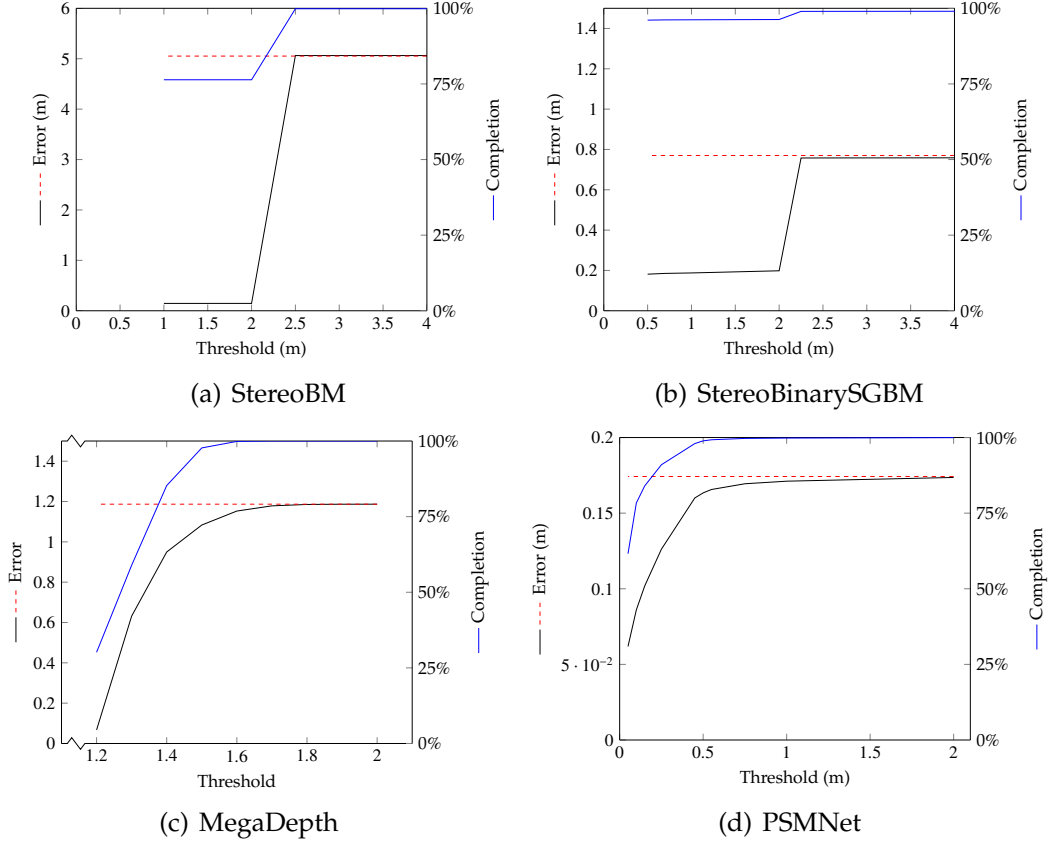 6
5
4
3
2
1
0
Error (m)
100%
75%
50%
25%
0%
Completion
0 0.5 1 1.5 2 2.5 3 3.5 4
Threshold (m)
(a) StereoBM
1.4
1.2
1
0.8
0.6
0.4
0.2
0
Error (m)
100%
75%
50%
25%
0%
Completion
0 0.5 1 1.5 2 2.5 3 3.5 4
Threshold (m)
(b) StereoBinarySGBM
1.4
1.2
1
0.8
0.6
0.4
0.2
0
Error
100%
75%
50%
25%
0%
Completion
1.2 1.4 1.6 1.8 2
Threshold
(c) MegaDepth
0.2
0.15
0.1
5 · 10⁻²
0
Error (m)
100%
75%
50%
25%
0%
Completion
0 0.5 1 1.5 2
Threshold (m)
(d) PSMNet